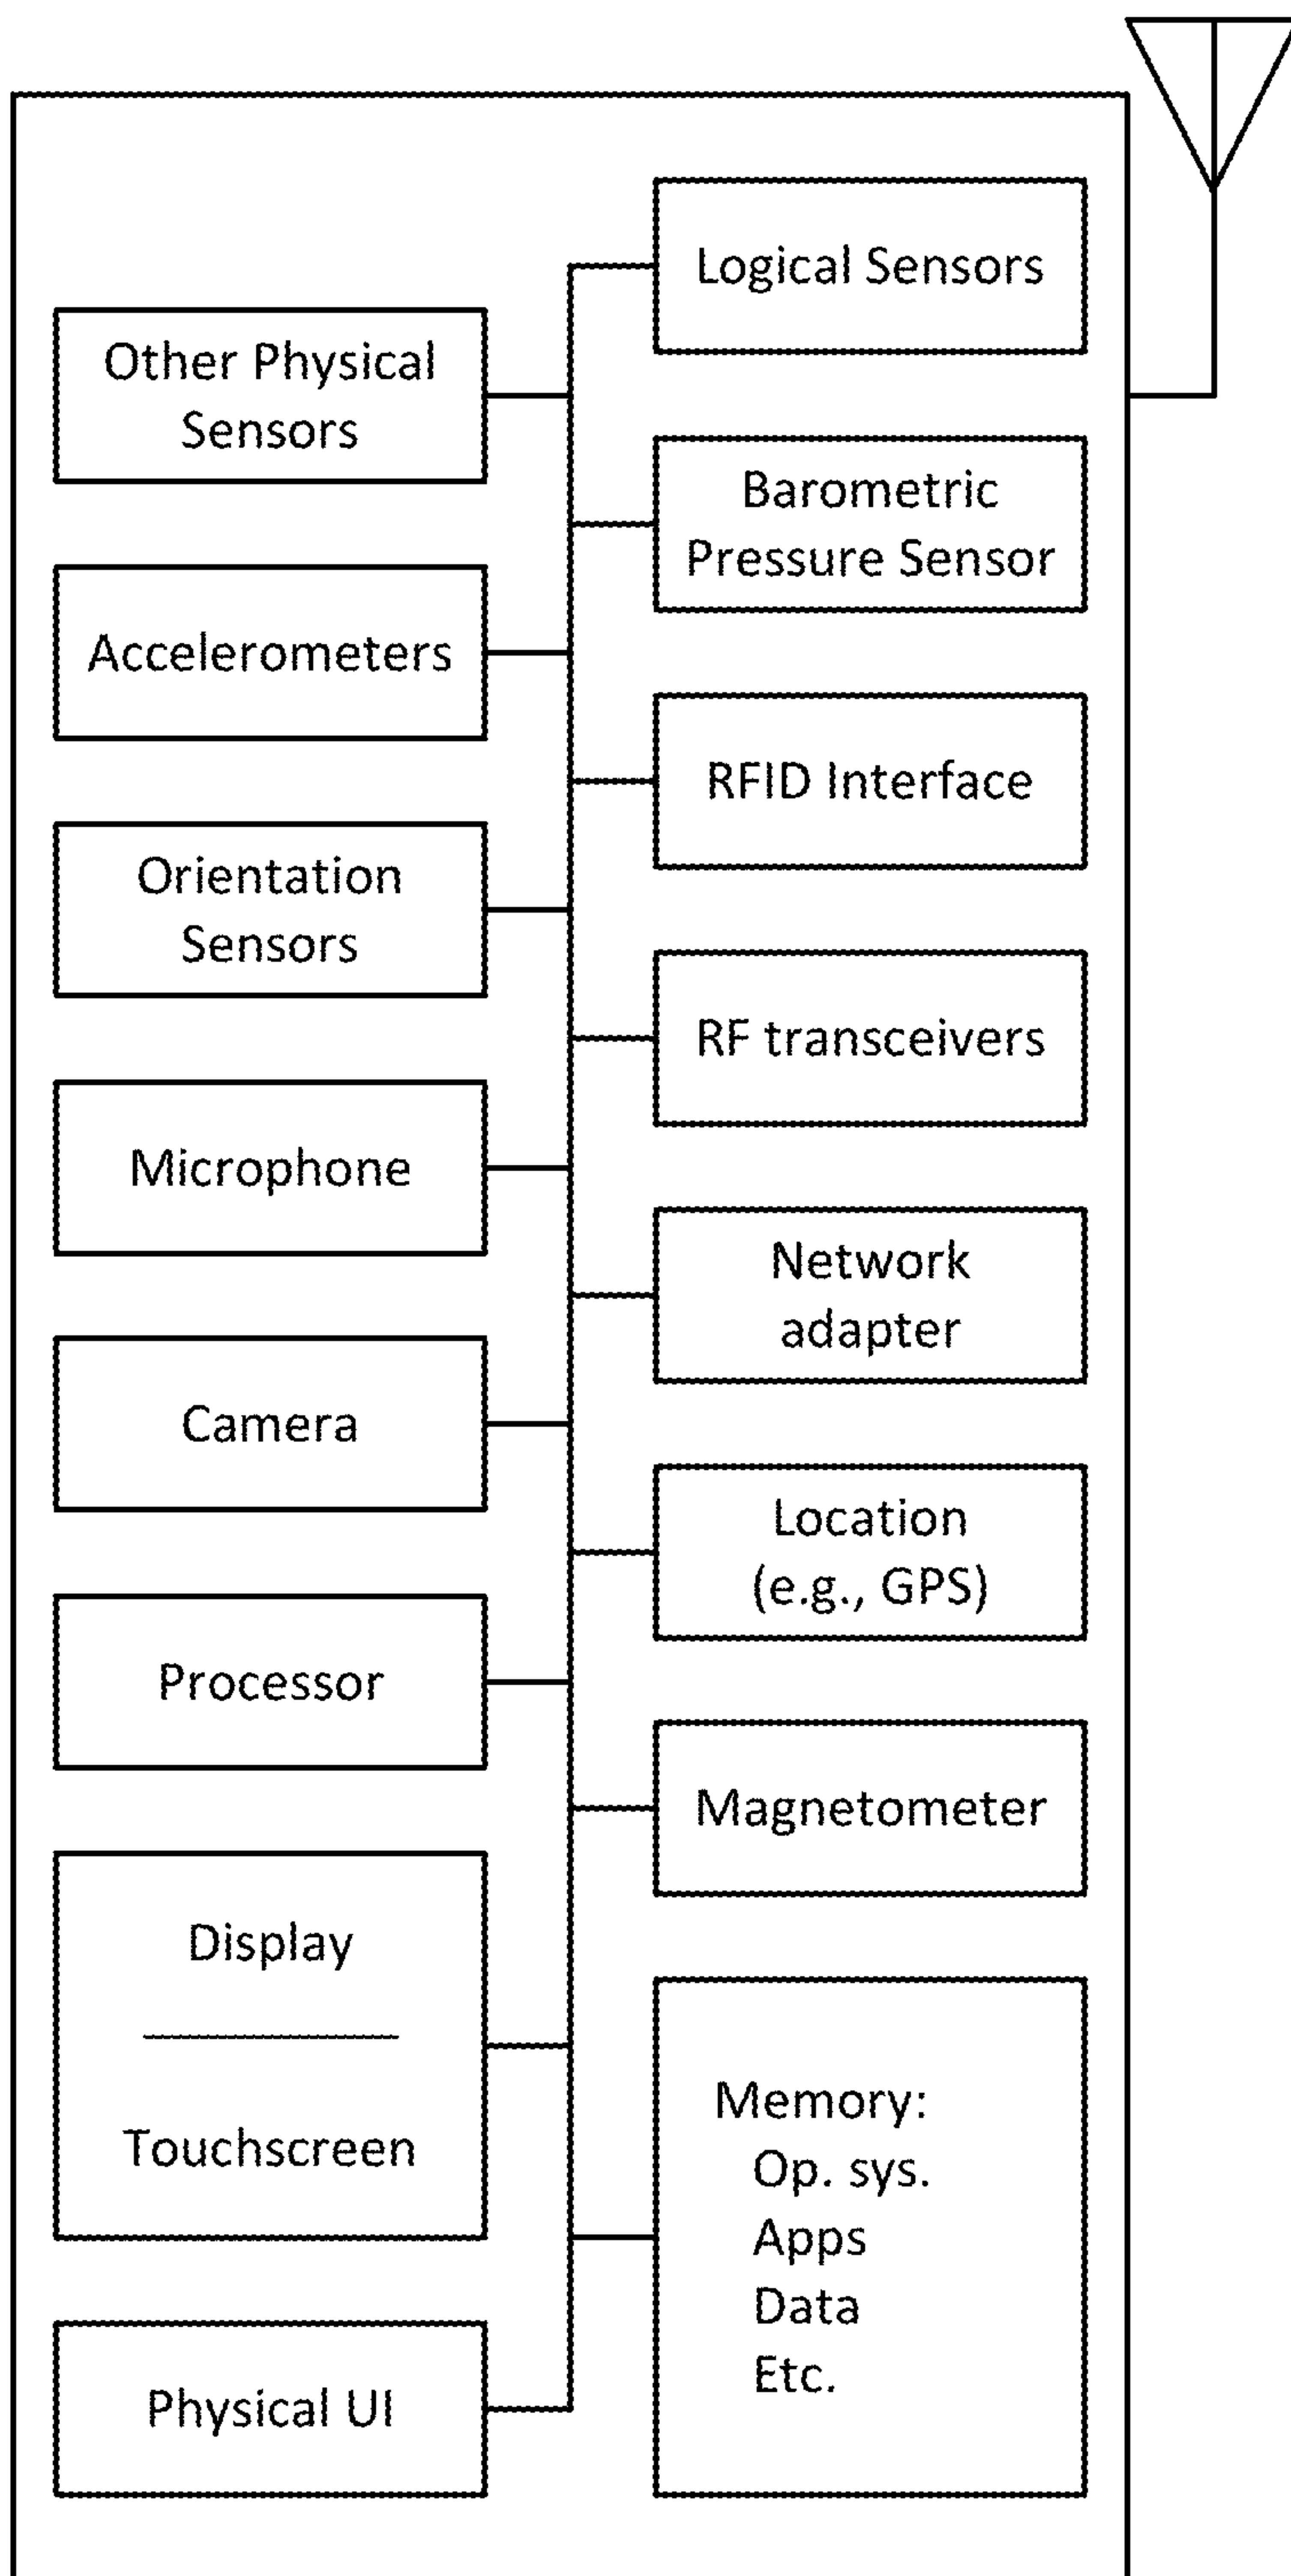 Logical Sensors
Other Physical
Sensors
Barometric
Pressure Sensor
Accelerometers
RFID Interface
Orientation
Sensors
RF transceivers
Microphone
Network
adapter
Camera
Location
(e.g., GPS)
Processor
Magnetometer
Display
Touchscreen
Memory:
Op. sys.
Apps
Data
Etc.
Physical UI